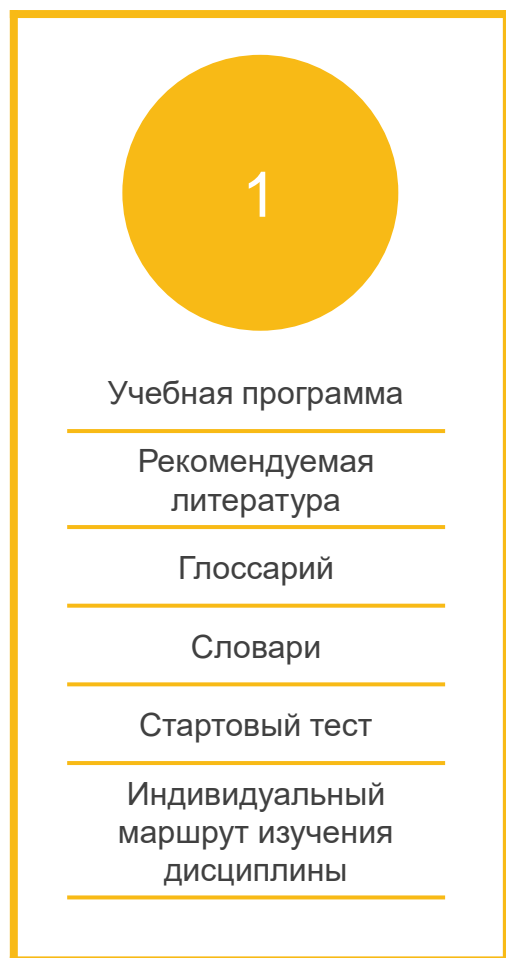 1
Учебная программа
Рекомендуемая
литература
Глоссарий
Словари
Стартовый тест
Индивидуальный
маршрут изучения
дисциплины